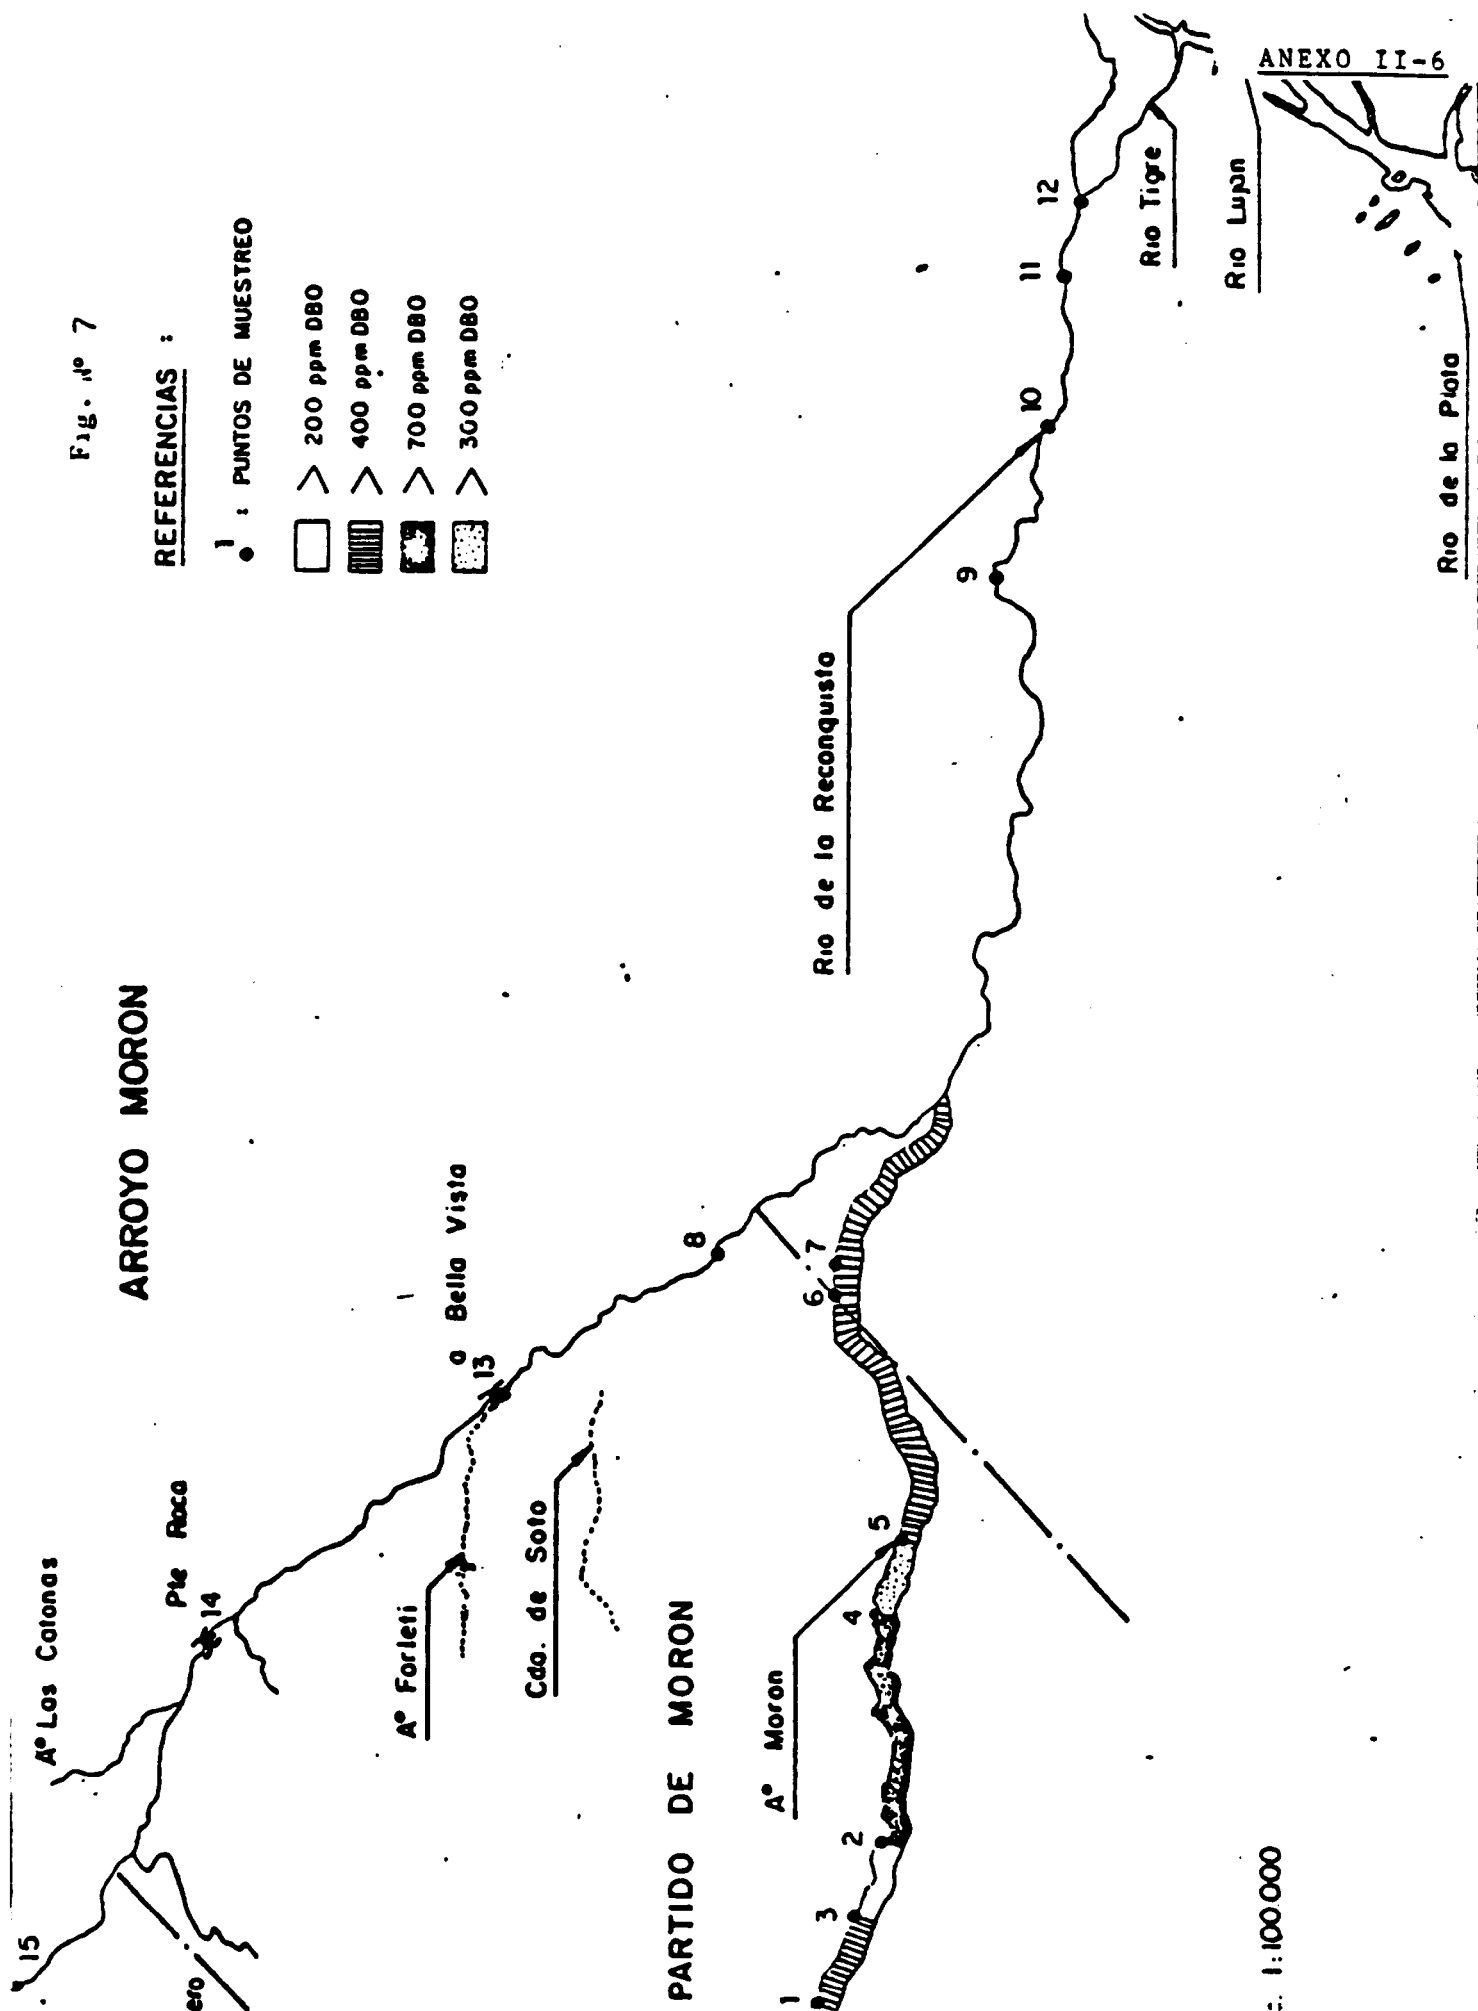 ANEXO II-6
Fig. Nº 7
ARROYO MORON
REFERENCIAS :
1 : PUNTOS DE MUESTREO
> 200 ppm DBO
> 400 ppm DBO
> 700 ppm DBO
> 300 ppm DBO
15
Aº Las Catonas
Pte Roca
14
Aº Forleti
Cda. de Soto
13
a Bella Vista
8
PARTIDO DE MORON
Aº Moron
1
3
2
4
5
6
7
Rio de la Reconquista
9
10
11
12
Rio Tigre
Rio Lujan
Rio de la Plata
1:100.000